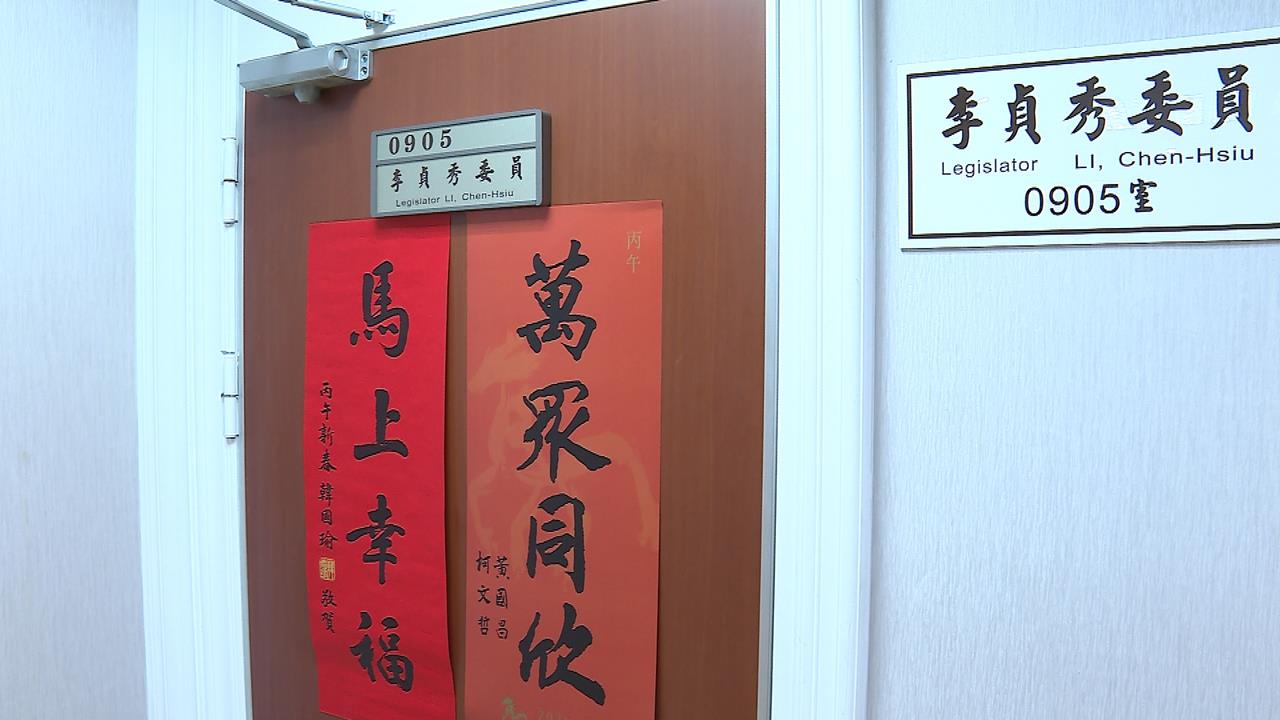 0905
李貞秀委員
Legislator LI, Chen-Hsiu
李貞秀委員
Legislator LI, Chen-Hsiu
0905室
丙午
萬眾同欣
黃國昌
柯文哲
馬上幸福
丙午新春 韓國瑜 敬賀